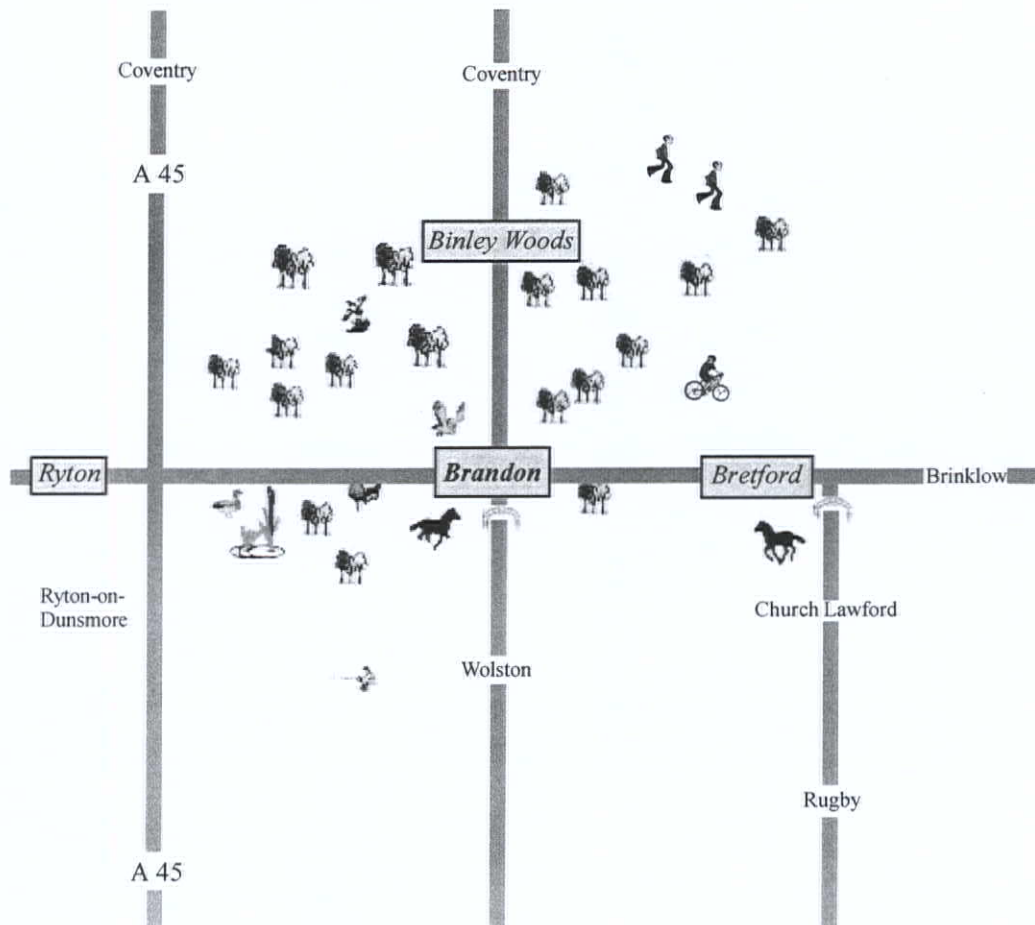 Coventry
Coventry
A 45
Binley Woods
Ryton
Brandon
Bretford
Brinklow
Ryton-on-
Dunsmore
Church Lawford
Wolston
Rugby
A 45